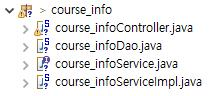 course_info
course_infoController.java
course_infoDao.java
course_infoService.java
course_infoServiceImpl.java